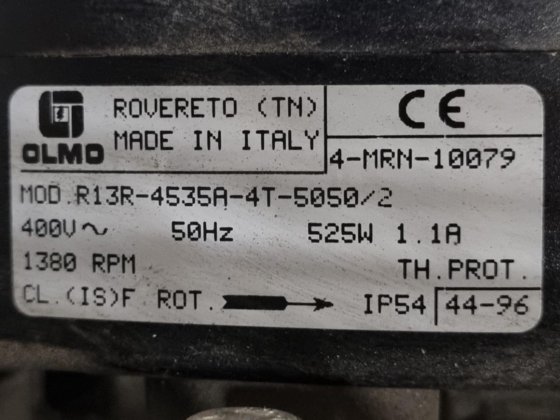 OLMO
ROVERETO (TN)
MADE IN ITALY
CE
4-MRN-10079
MOD.R13R-4535A-4T-5050/2
400V~ 50Hz 525W 1.1A
1380 RPM TH.PROT.
CL.(IS)F ROT. IP54 44-96